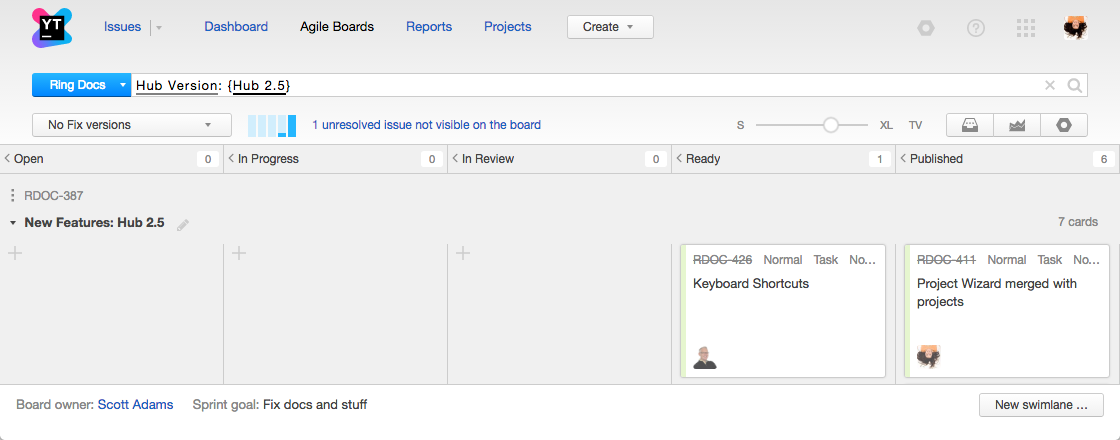 YT
Issues Dashboard Agile Boards Reports Projects Create
Ring Docs Hub Version: {Hub 2.5}
No Fix versions 1 unresolved issue not visible on the board S XL TV
Open 0 In Progress 0 In Review 0 Ready 1 Published 6
RDOC-387
New Features: Hub 2.5 7 cards
RDOC-426 Normal Task No...
Keyboard Shortcuts
RDOC-411 Normal Task No...
Project Wizard merged with
projects
Board owner: Scott Adams Sprint goal: Fix docs and stuff New swimlane ...